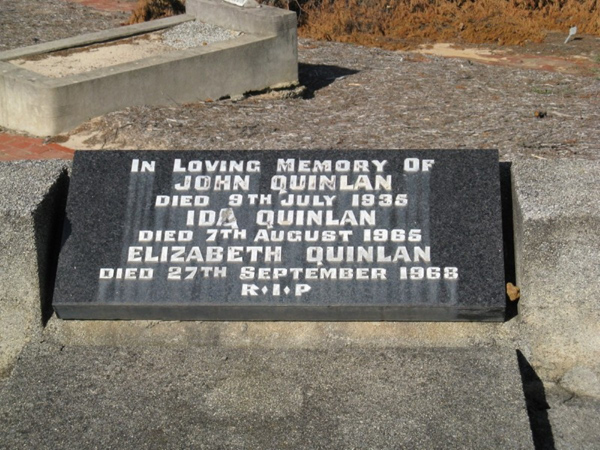 IN LOVING MEMORY OF
JOHN QUINLAN
DIED 9TH JULY 1935
IDA QUINLAN
DIED 7TH AUGUST 1965
ELIZABETH QUINLAN
DIED 27TH SEPTEMBER 1968
R·I·P